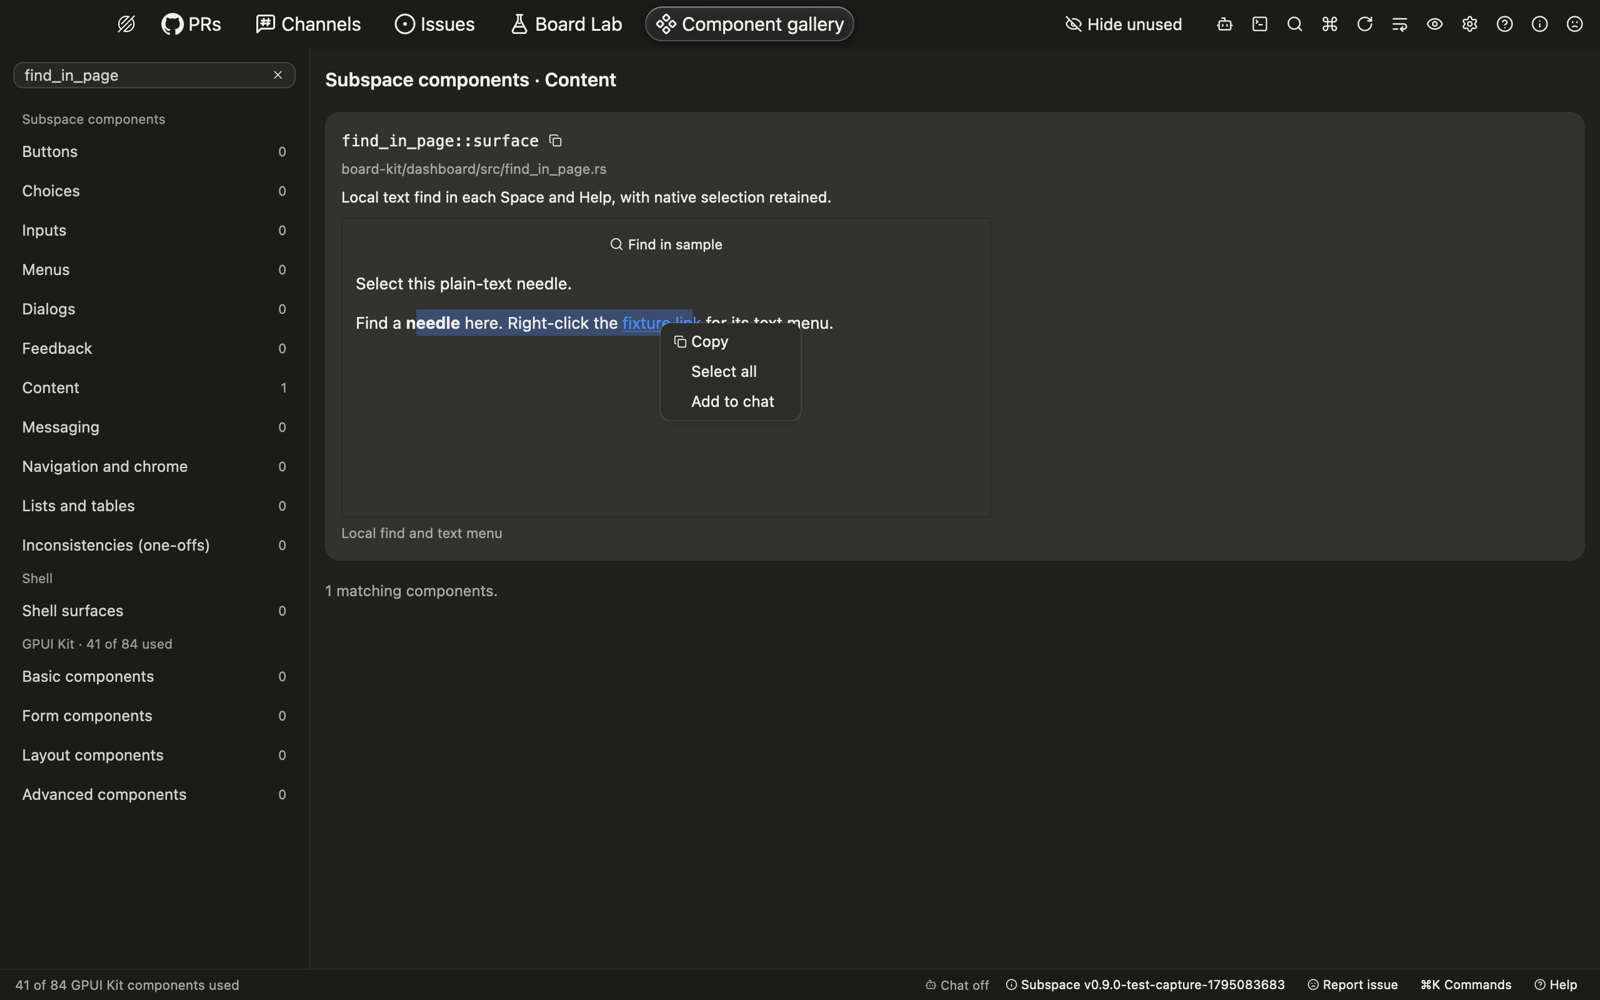 PRs
Channels
Issues
Board Lab
Component gallery
Hide unused
find_in_page
Subspace components
Buttons 0
Choices 0
Inputs 0
Menus 0
Dialogs 0
Feedback 0
Content 1
Messaging 0
Navigation and chrome 0
Lists and tables 0
Inconsistencies (one-offs) 0
Shell
Shell surfaces 0
GPUI Kit · 41 of 84 used
Basic components 0
Form components 0
Layout components 0
Advanced components 0
Subspace components · Content
find_in_page::surface
board-kit/dashboard/src/find_in_page.rs
Local text find in each Space and Help, with native selection retained.
Find in sample
Select this plain-text needle.
Find a needle here. Right-click the fixture link for its text menu.
Copy
Select all
Add to chat
Local find and text menu
1 matching components.
41 of 84 GPUI Kit components used
Chat off
Subspace v0.9.0-test-capture-1795083683
Report issue
⌘K Commands
Help